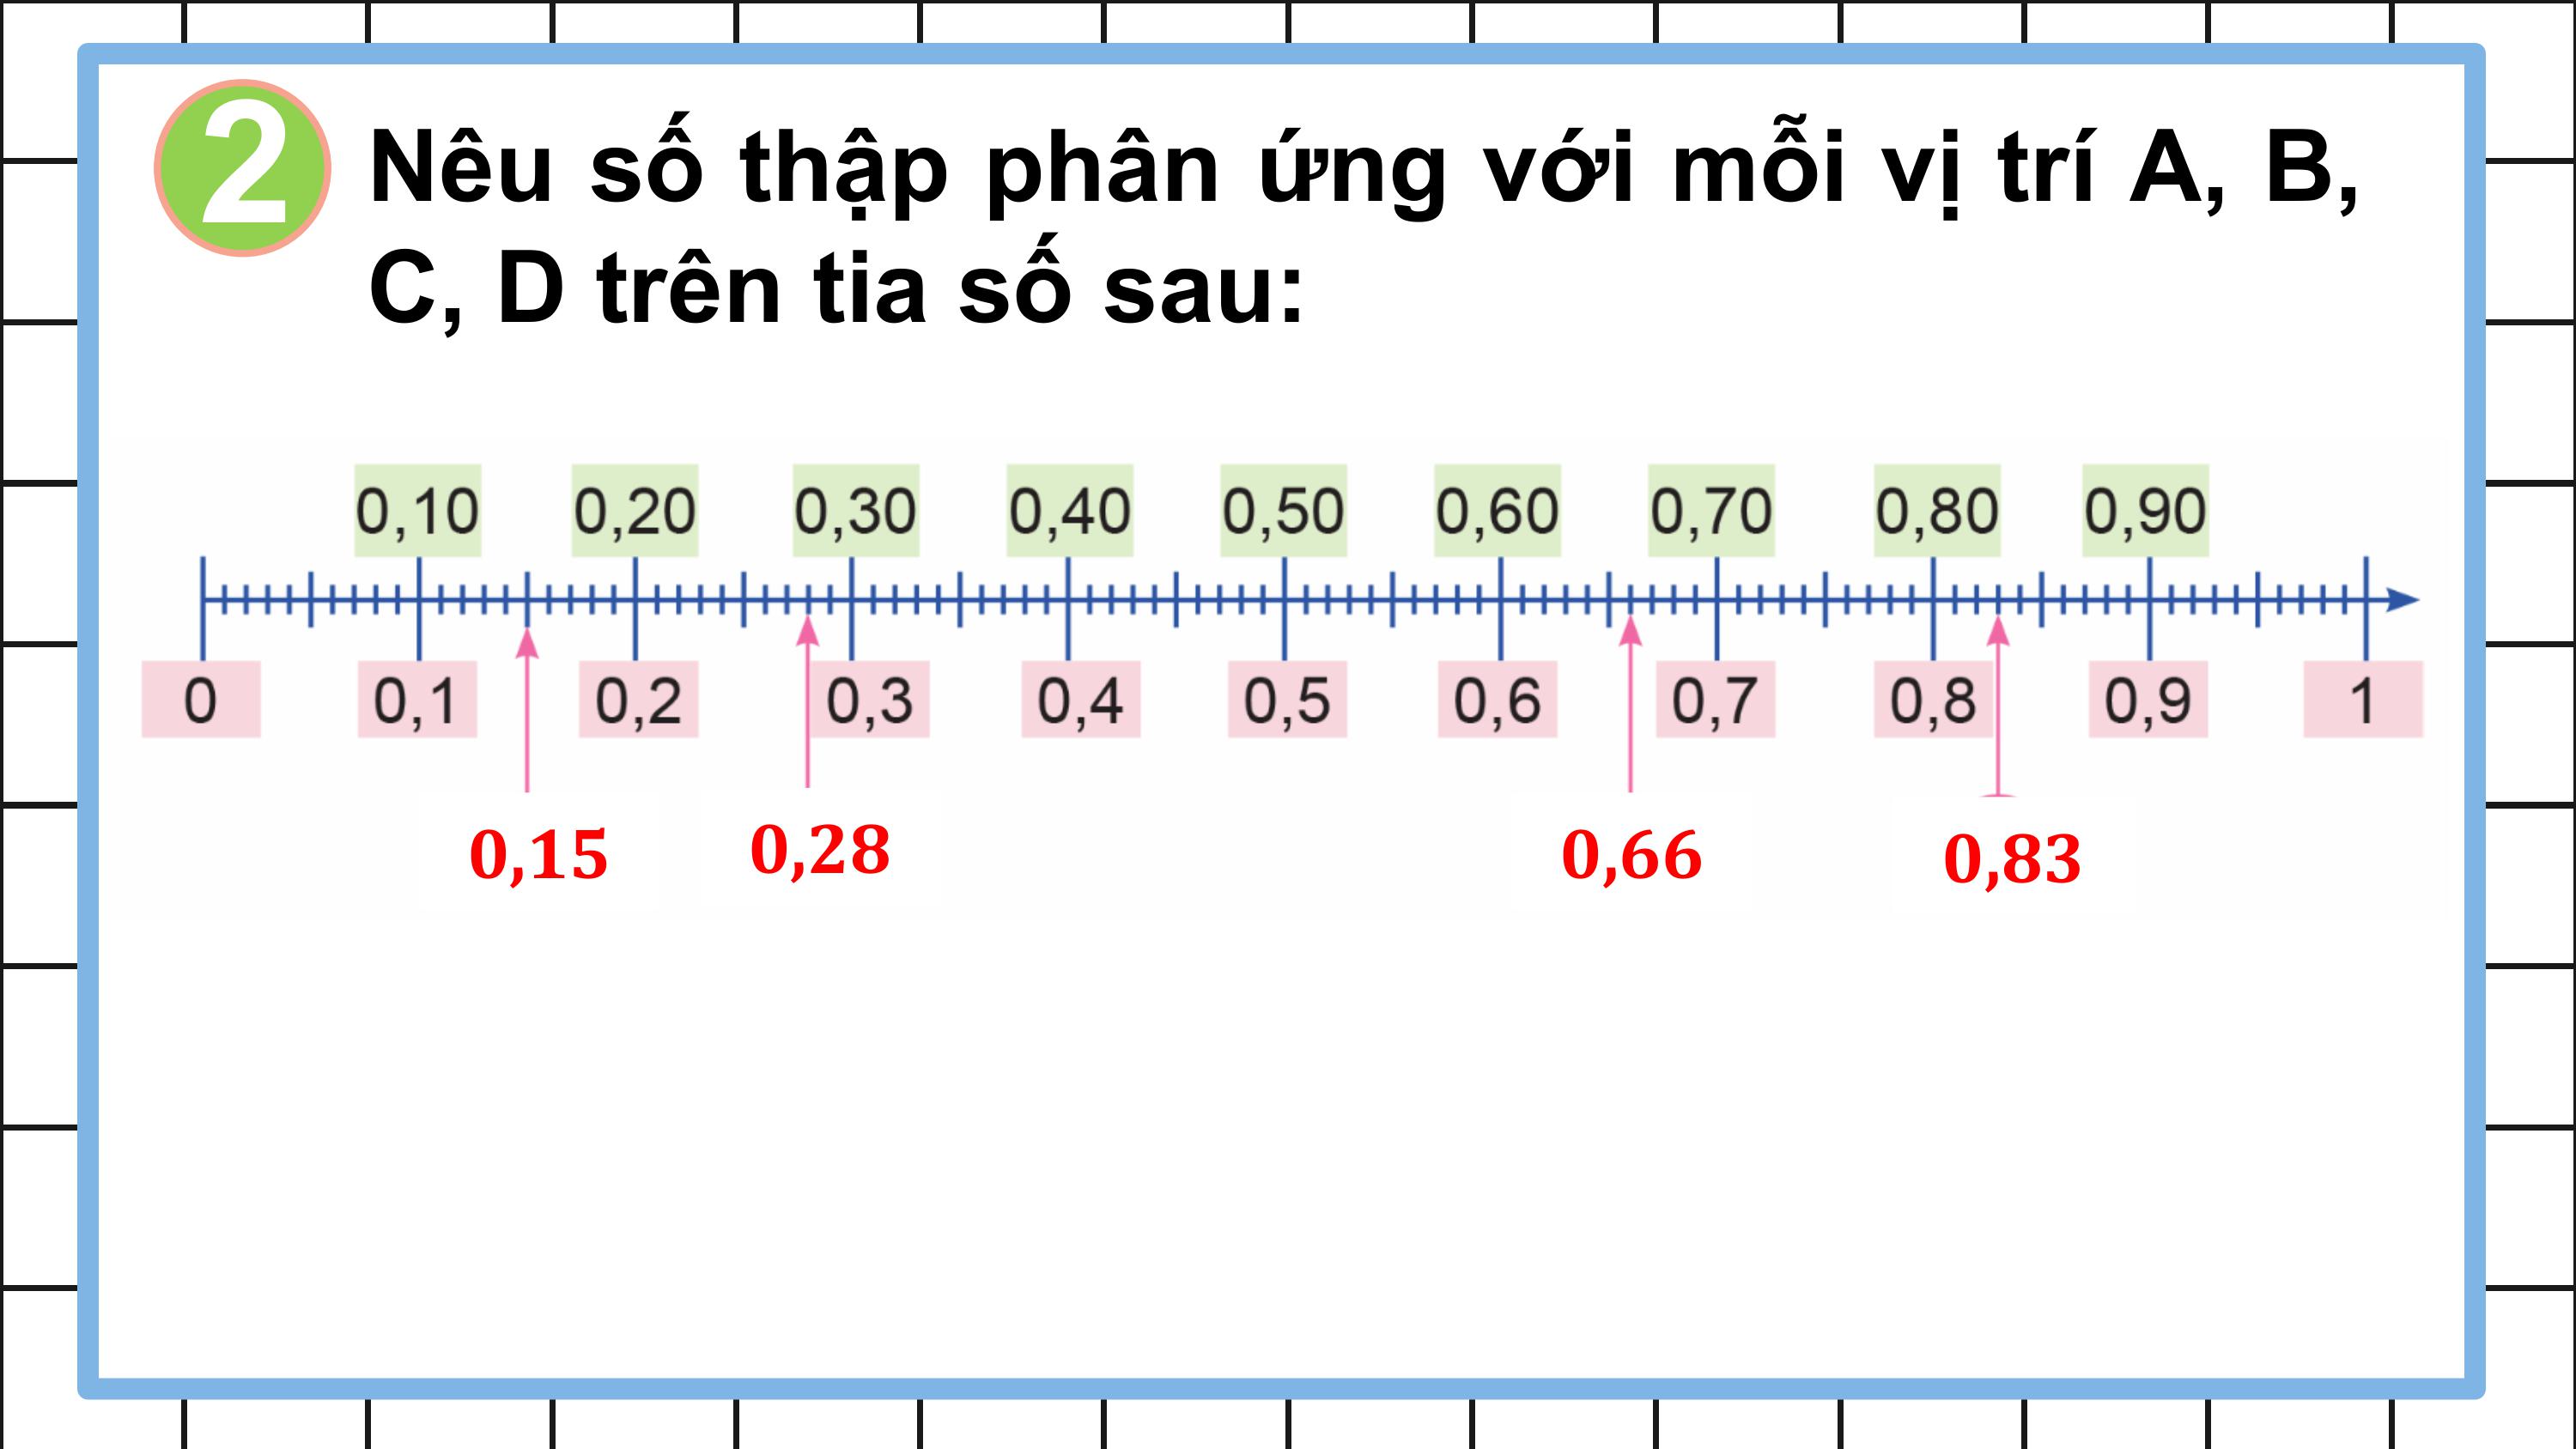 2
Nêu số thập phân ứng với mỗi vị trí A, B,
C, D trên tia số sau:
0,10 0,20 0,30 0,40 0,50 0,60 0,70 0,80 0,90
0 0,1 0,2 0,3 0,4 0,5 0,6 0,7 0,8 0,9 1
0,15 0,28 0,66 0,83